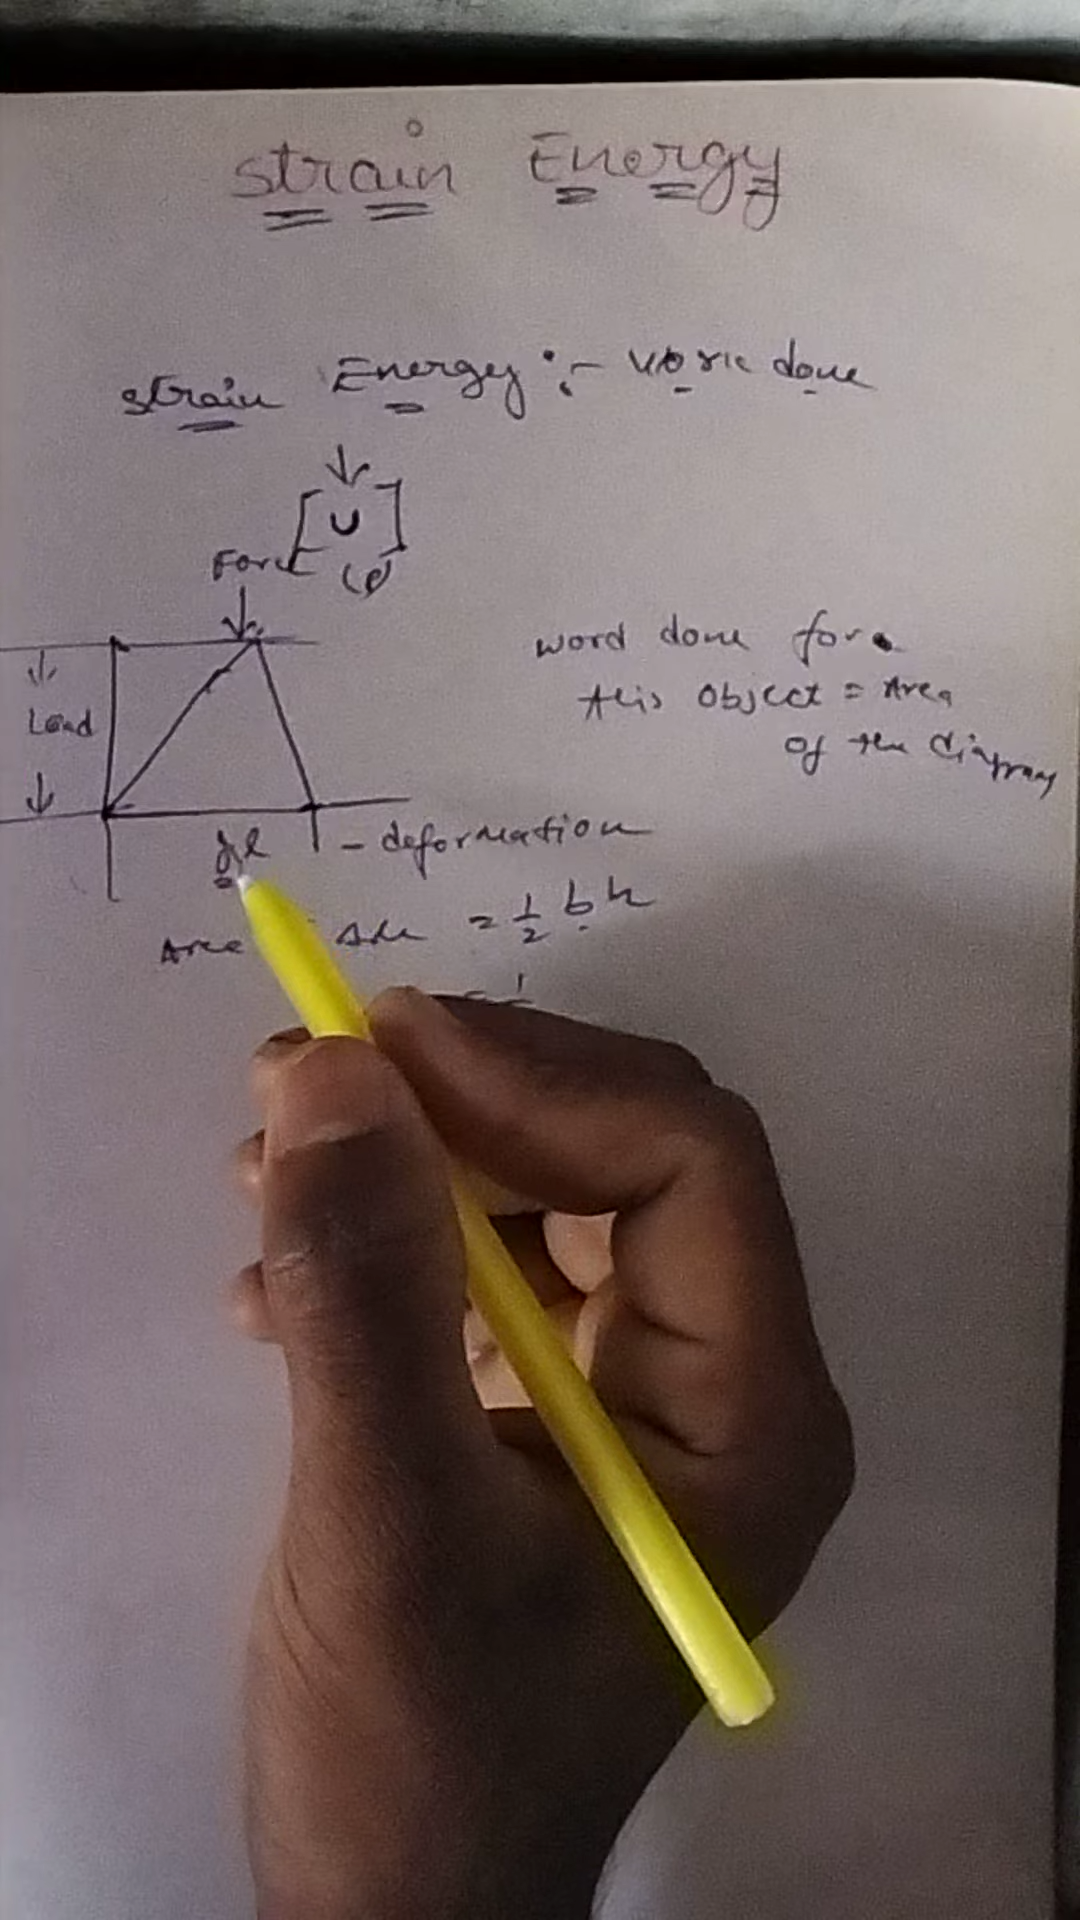 strain Energy
strain Energy :- work done
[U]
Force (P)
Load
word done for
this object = Area
of the diagram
δl - deformation
Area = 1/2 b h
= 1